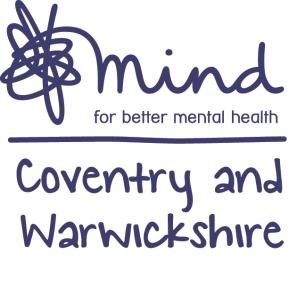 mind
for better mental health
Coventry and
Warwickshire